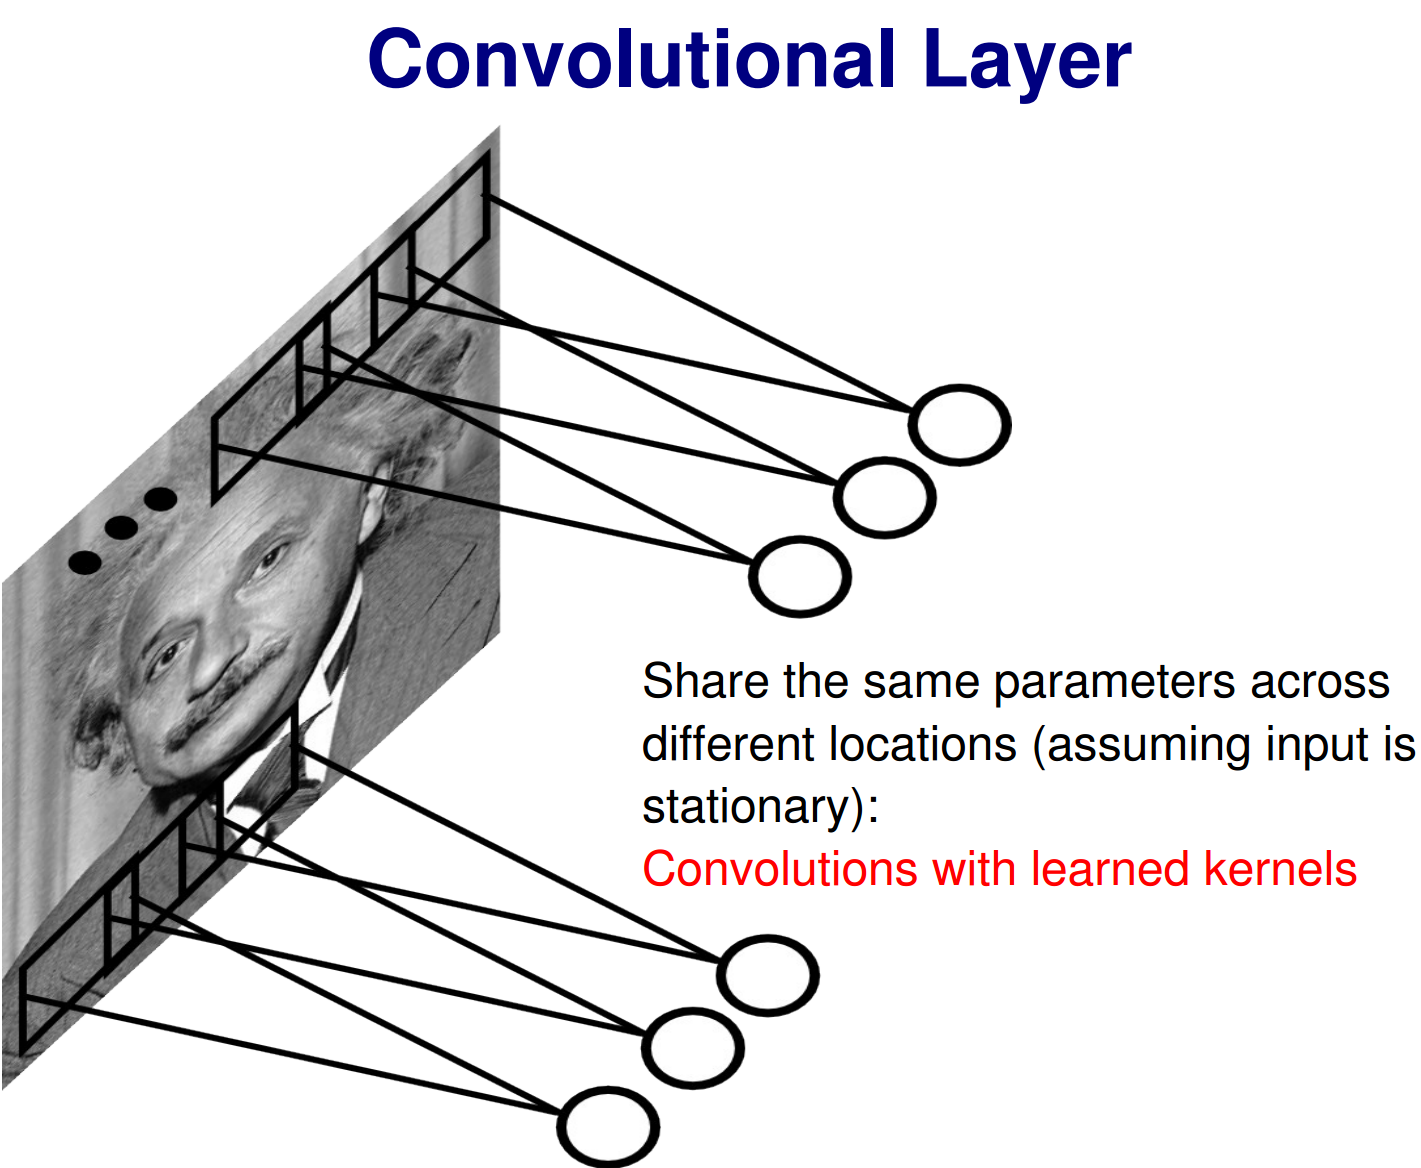 Convolutional Layer
Share the same parameters across
different locations (assuming input is
stationary):
Convolutions with learned kernels